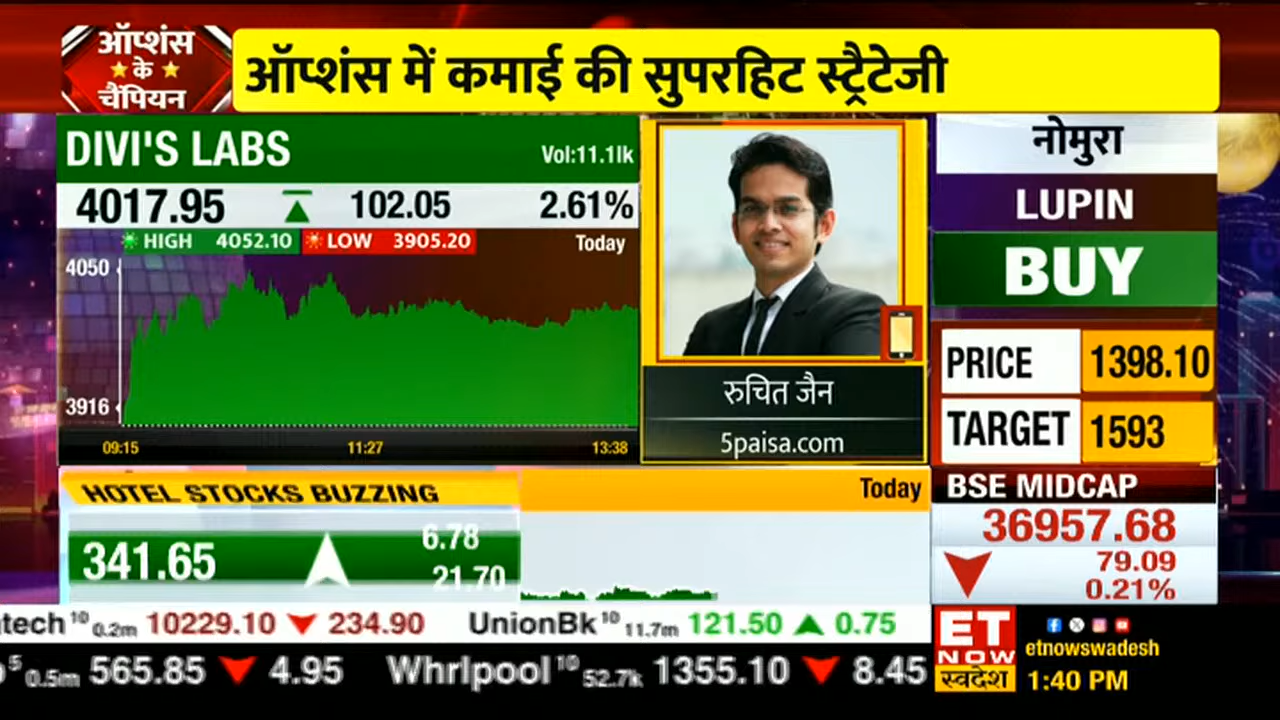 ऑप्शंस
के
चैंपियन
ऑप्शंस में कमाई की सुपरहिट स्ट्रैटेजी
DIVI'S LABS
Vol:11.1lk
4017.95 102.05 2.61%
HIGH 4052.10 LOW 3905.20 Today
4050
3916
09:15 11:27 13:38
रुचित जैन
5paisa.com
नोमुरा
LUPIN
BUY
PRICE 1398.10
TARGET 1593
BSE MIDCAP
36957.68
79.09
0.21%
HOTEL STOCKS BUZZING Today
341.65 6.78
21.70
tech 10 0.2m 10229.10 234.90 UnionBk 10 11.7m 121.50 0.75
5 0.5m 565.85 4.95 Whrlpool 10 52.7k 1355.10 8.45
ET
NOW
स्वदेश
etnowswadesh
1:40 PM